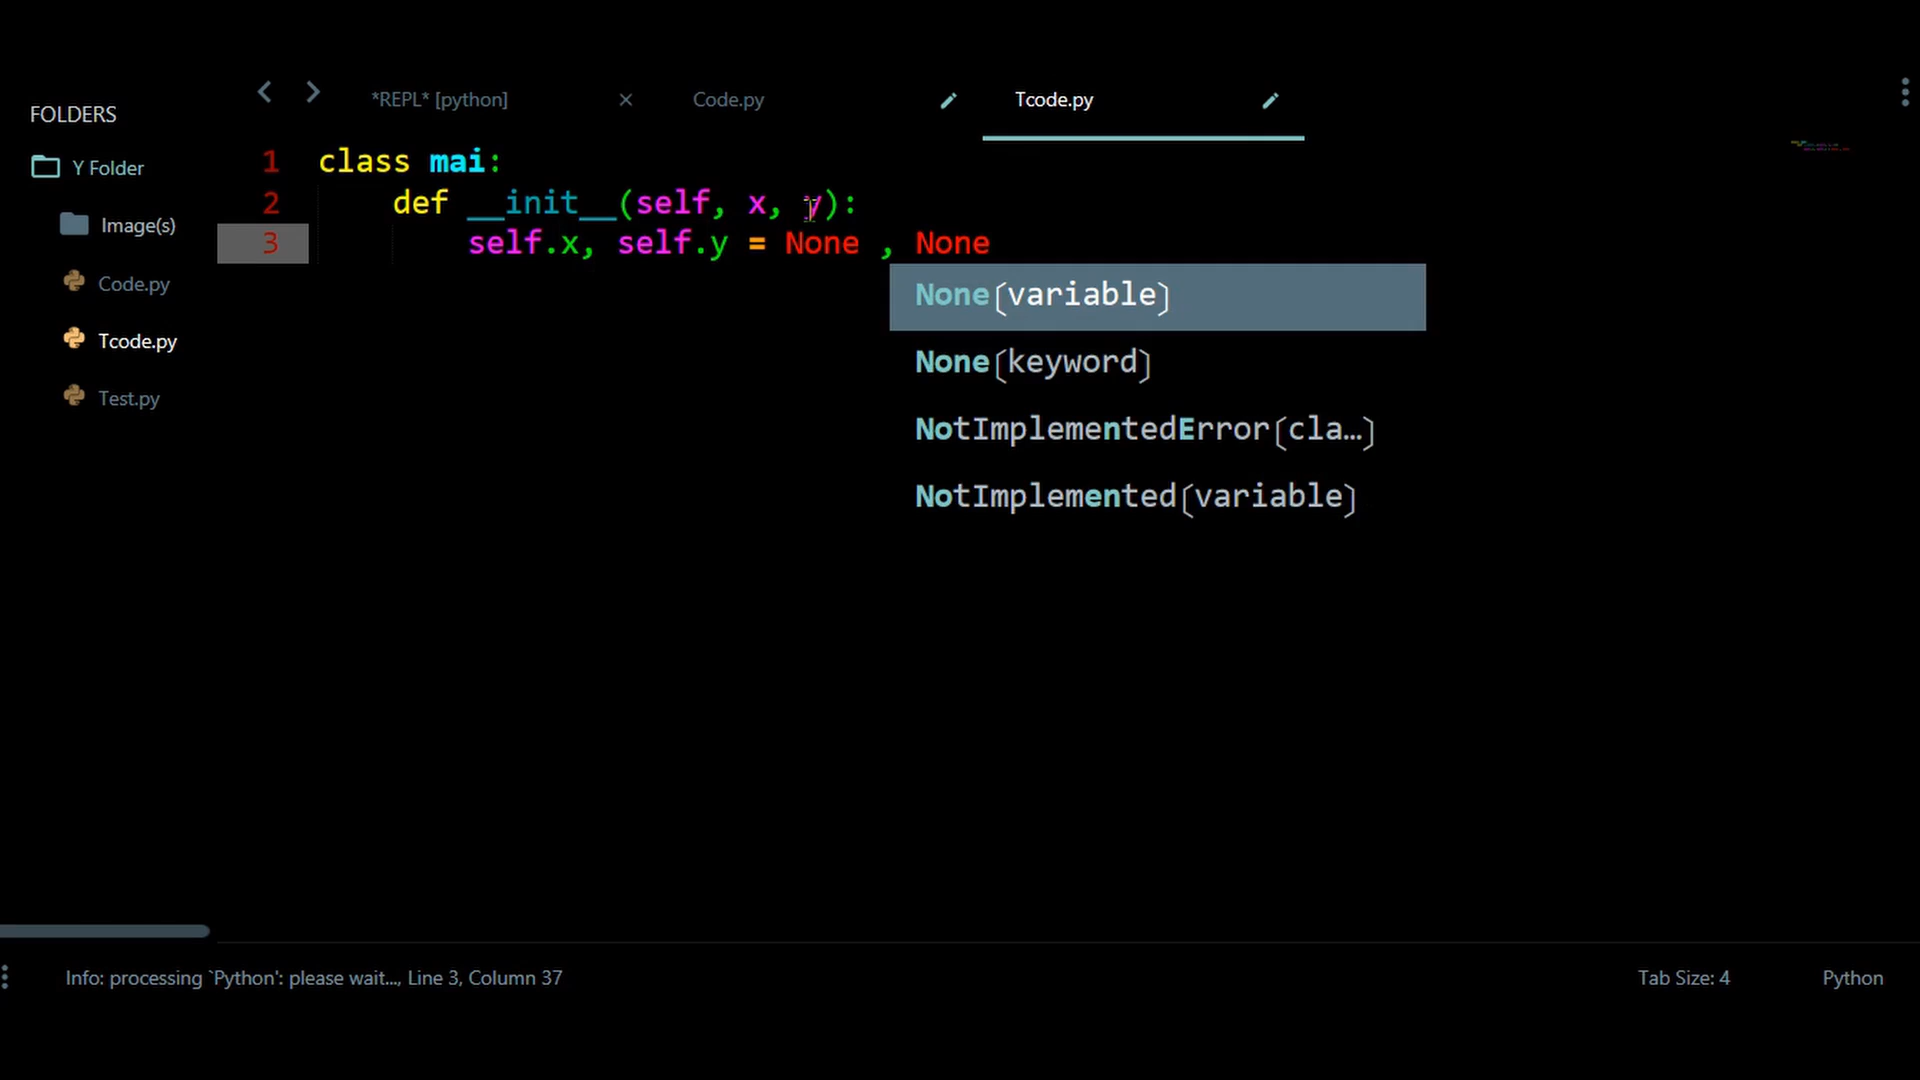 *REPL* [python] × Code.py Tcode.py
FOLDERS
Y Folder
Image(s)
Code.py
Tcode.py
Test.py
1 class mai:
2 def __init__(self, x, y):
3 self.x, self.y = None , None
None(variable)
None(keyword)
NotImplementedError(cla…)
NotImplemented(variable)
Info: processing `Python': please wait..., Line 3, Column 37 Tab Size: 4 Python